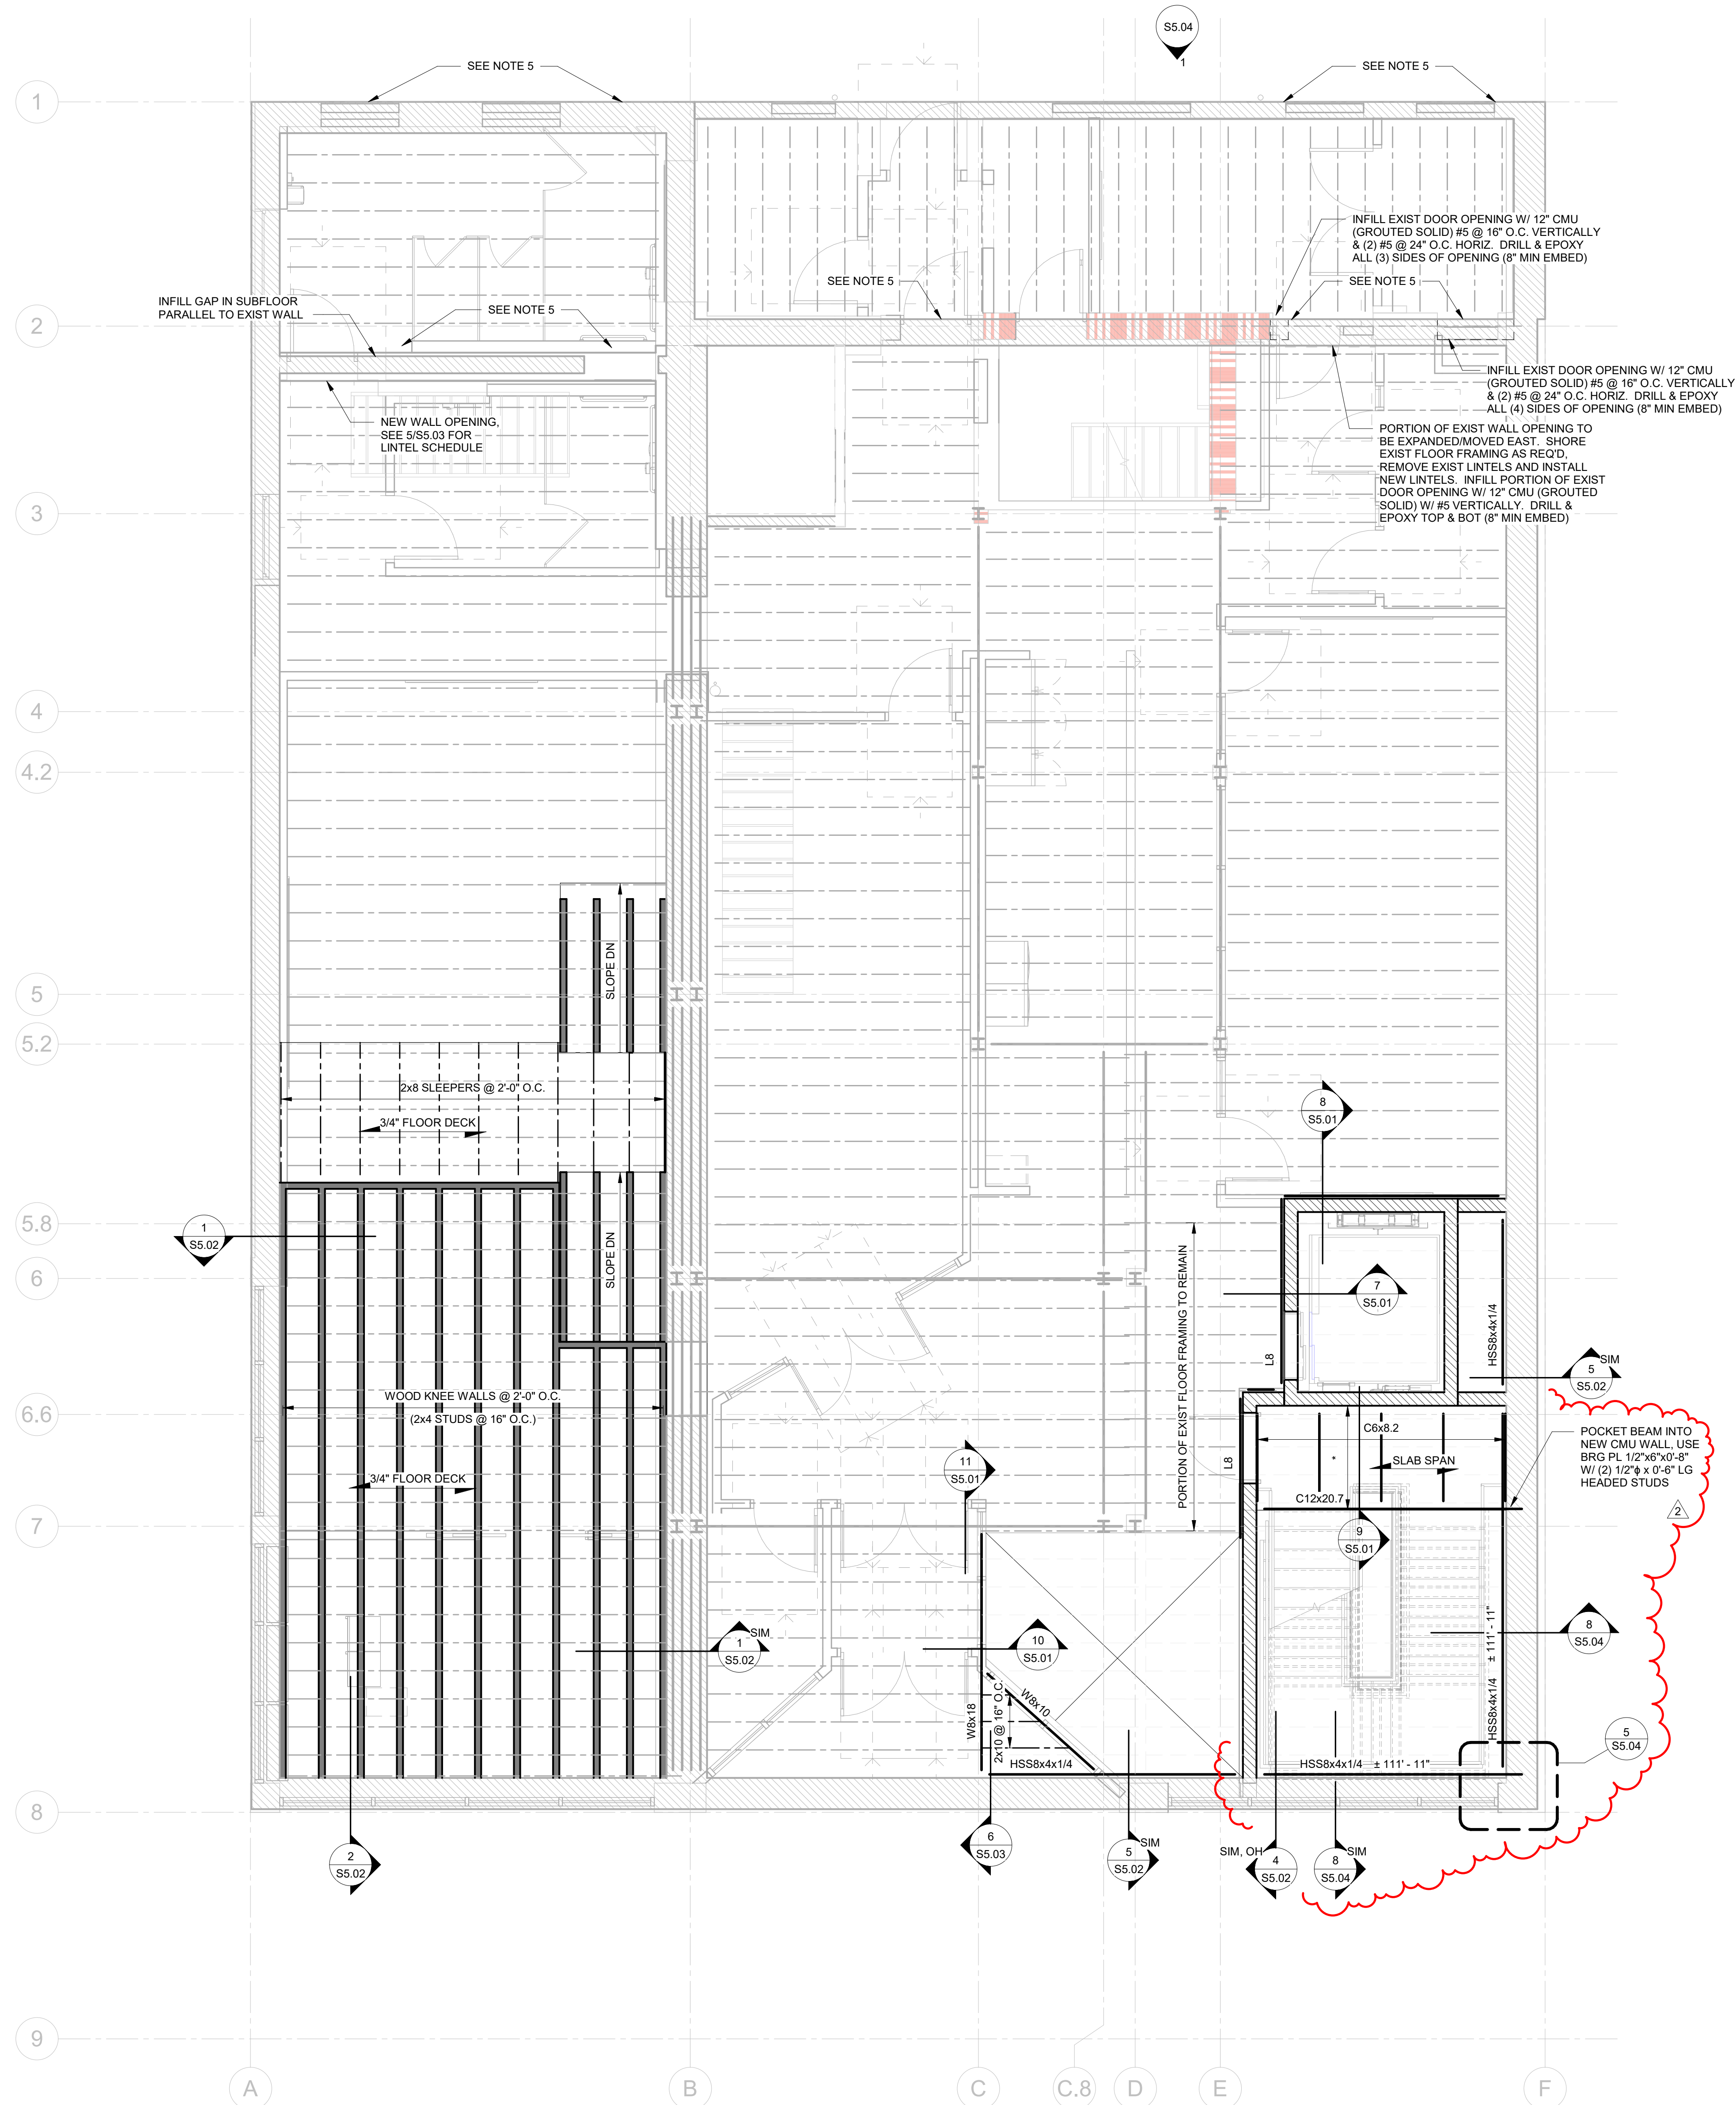 S5.04
1
SEE NOTE 5
SEE NOTE 5
1
INFILL EXIST DOOR OPENING W/ 12" CMU
(GROUTED SOLID) #5 @ 16" O.C. VERTICALLY
& (2) #5 @ 24" O.C. HORIZ. DRILL & EPOXY
ALL (3) SIDES OF OPENING (8" MIN EMBED)
SEE NOTE 5
SEE NOTE 5
INFILL GAP IN SUBFLOOR
PARALLEL TO EXIST WALL
SEE NOTE 5
2
INFILL EXIST DOOR OPENING W/ 12" CMU
(GROUTED SOLID) #5 @ 16" O.C. VERTICALLY
& (2) #5 @ 24" O.C. HORIZ. DRILL & EPOXY
ALL (4) SIDES OF OPENING (8" MIN EMBED)
NEW WALL OPENING,
SEE 5/S5.03 FOR
LINTEL SCHEDULE
PORTION OF EXIST WALL OPENING TO
BE EXPANDED/MOVED EAST. SHORE
EXIST FLOOR FRAMING AS REQ'D,
REMOVE EXIST LINTELS AND INSTALL
NEW LINTELS. INFILL PORTION OF EXIST
DOOR OPENING W/ 12" CMU (GROUTED
SOLID) W/ #5 VERTICALLY. DRILL &
EPOXY TOP & BOT (8" MIN EMBED)
3
4
4.2
SLOPE DN
5
5.2
2x8 SLEEPERS @ 2'-0" O.C.
3/4" FLOOR DECK
8
S5.01
5.8
1
S5.02
SLOPE DN
6
PORTION OF EXIST FLOOR FRAMING TO REMAIN
7
S5.01
HSS8x4x1/4
L8
SIM
5
S5.02
WOOD KNEE WALLS @ 2'-0" O.C.
(2x4 STUDS @ 16" O.C.)
6.6
C6x8.2
POCKET BEAM INTO
NEW CMU WALL, USE
BRG PL 1/2"x6"x0'-8"
W/ (2) 1/2"ϕ x 0'-6" LG
HEADED STUDS
2
L8
*
SLAB SPAN
11
S5.01
3/4" FLOOR DECK
C12x20.7
7
9
S5.01
SIM
1
S5.02
10
S5.01
8
S5.04
± 111' - 11"
HSS8x4x1/4
W8x18
2x10 @ 16" O.C.
W8x10
HSS8x4x1/4
HSS8x4x1/4 ± 111' - 11"
5
S5.04
8
2
S5.02
6
S5.03
SIM
5
S5.02
SIM, OH
4
S5.02
SIM
8
S5.04
9
A
B
C
C.8
D
E
F